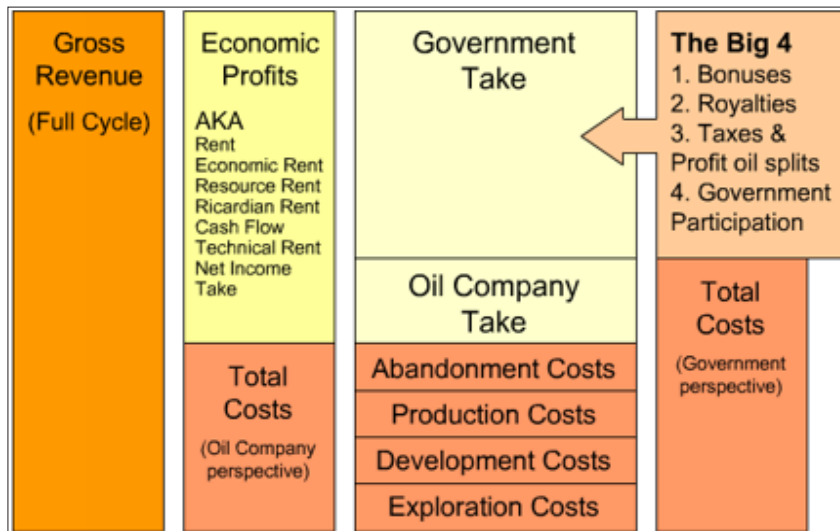 Gross
Revenue
(Full Cycle)
Economic
Profits
AKA
Rent
Economic Rent
Resource Rent
Ricardian Rent
Cash Flow
Technical Rent
Net Income
Take
Total
Costs
(Oil Company
perspective)
Government
Take
Oil Company
Take
Abandonment Costs
Production Costs
Development Costs
Exploration Costs
The Big 4
1. Bonuses
2. Royalties
3. Taxes &
Profit oil splits
4. Government
Participation
Total
Costs
(Government
perspective)